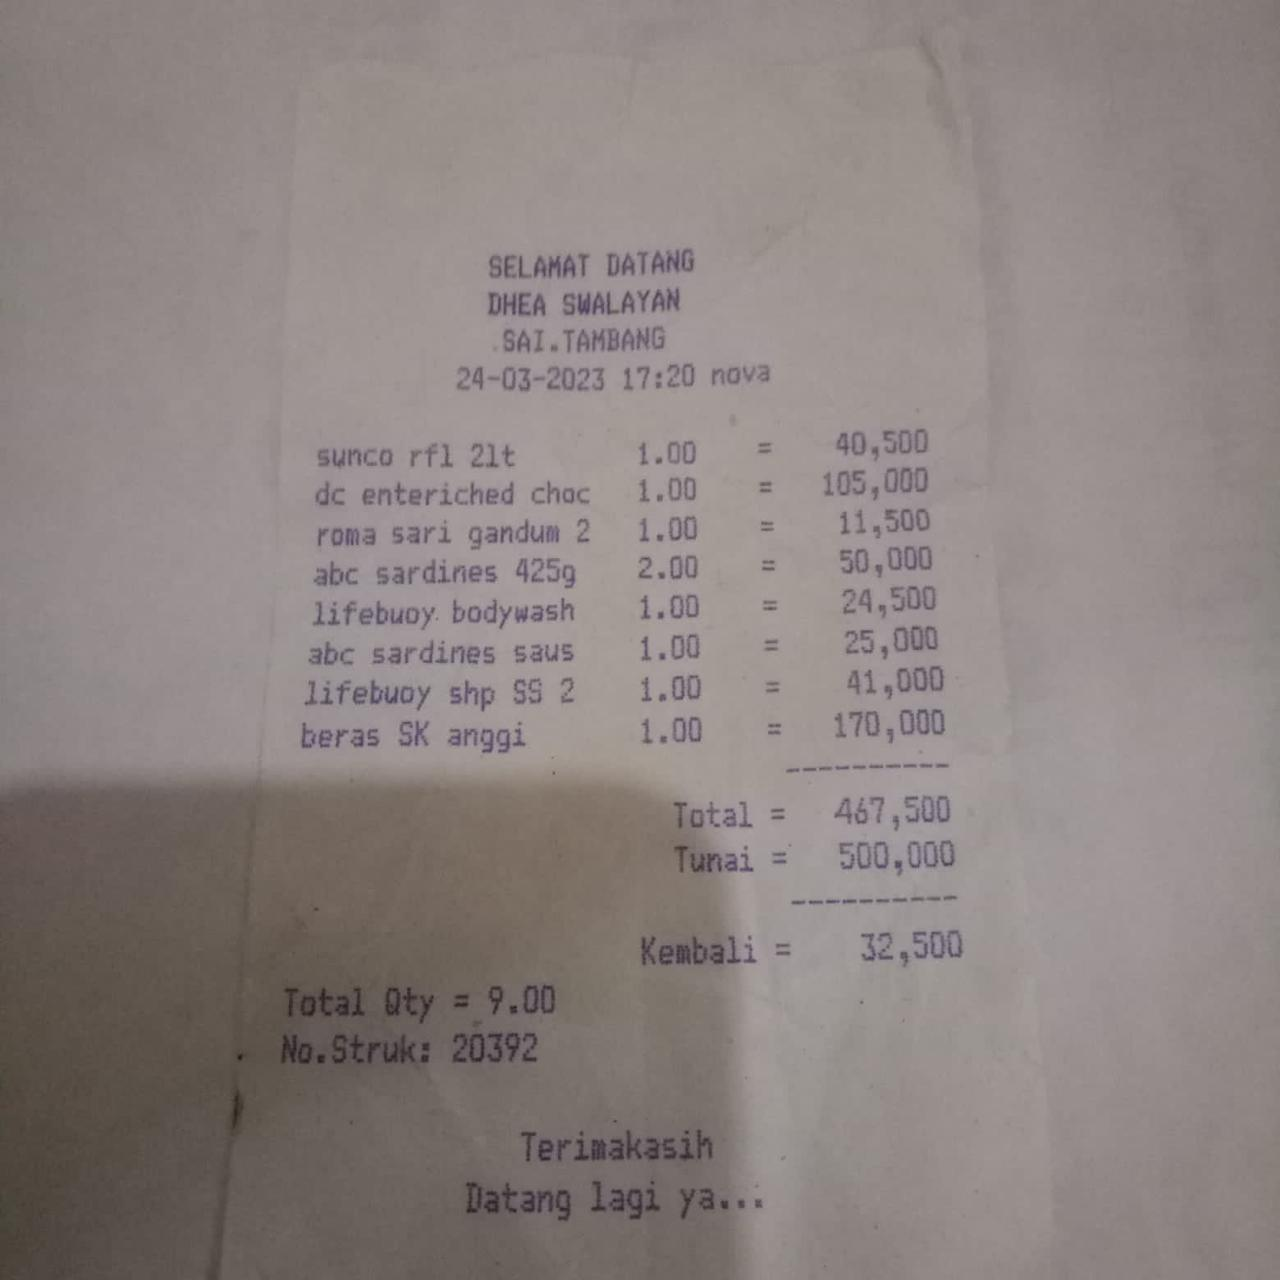 SELAMAT DATANG
DHEA SWALAYAN
SAI.TAMBANG
24-03-2023 17:20 nova
sunco rfl 2lt 1.00 = 40,500
dc enteriched choc 1.00 = 105,000
roma sari gandum 2 1.00 = 11,500
abc sardines 425g 2.00 = 50,000
lifebuoy bodywash 1.00 = 24,500
abc sardines saus 1.00 = 25,000
lifebuoy shp SS 2 1.00 = 41,000
beras SK anggi 1.00 = 170,000
----------
Total = 467,500
Tunai = 500,000
----------
Kembali = 32,500
Total Qty = 9.00
No.Struk: 20392
Terimakasih
Datang lagi ya...